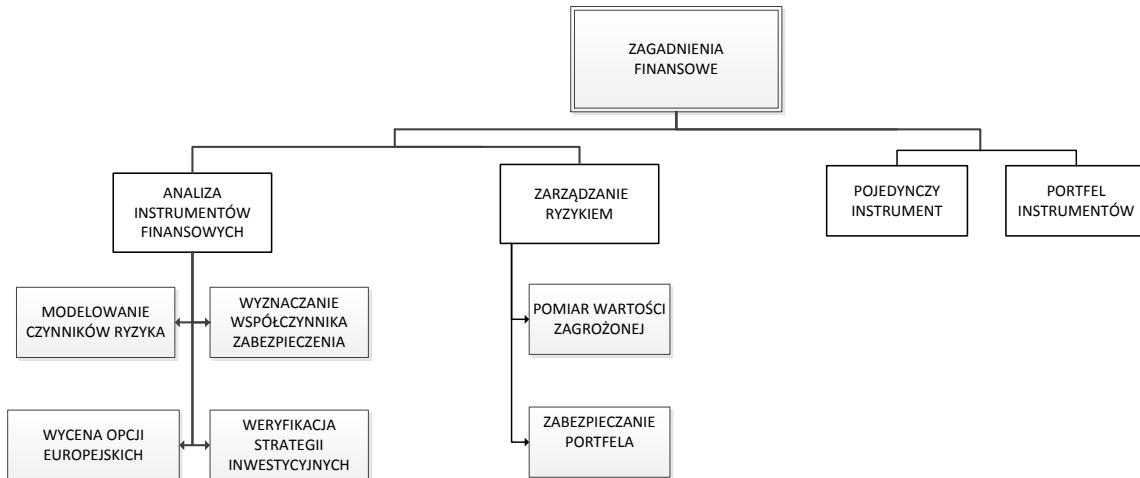 ZAGADNIENIA
FINANSOWE
ANALIZA
INSTRUMENTÓW
FINANSOWYCH
ZARZĄDZANIE
RYZYKIEM
POJEDYNCZY
INSTRUMENT
PORTFEL
INSTRUMENTÓW
MODELOWANIE
CZYNNIKÓW RYZYKA
WYZNACZANIE
WSPÓŁCZYNNIKA
ZABEZPIECZENIA
POMIAR WARTOŚCI
ZAGROŻONEJ
WYCENA OPCJI
EUROPEJSKICH
WERYFIKACJA
STRATEGII
INWESTYCYJNYCH
ZABEZPIECZANIE
PORTFELA